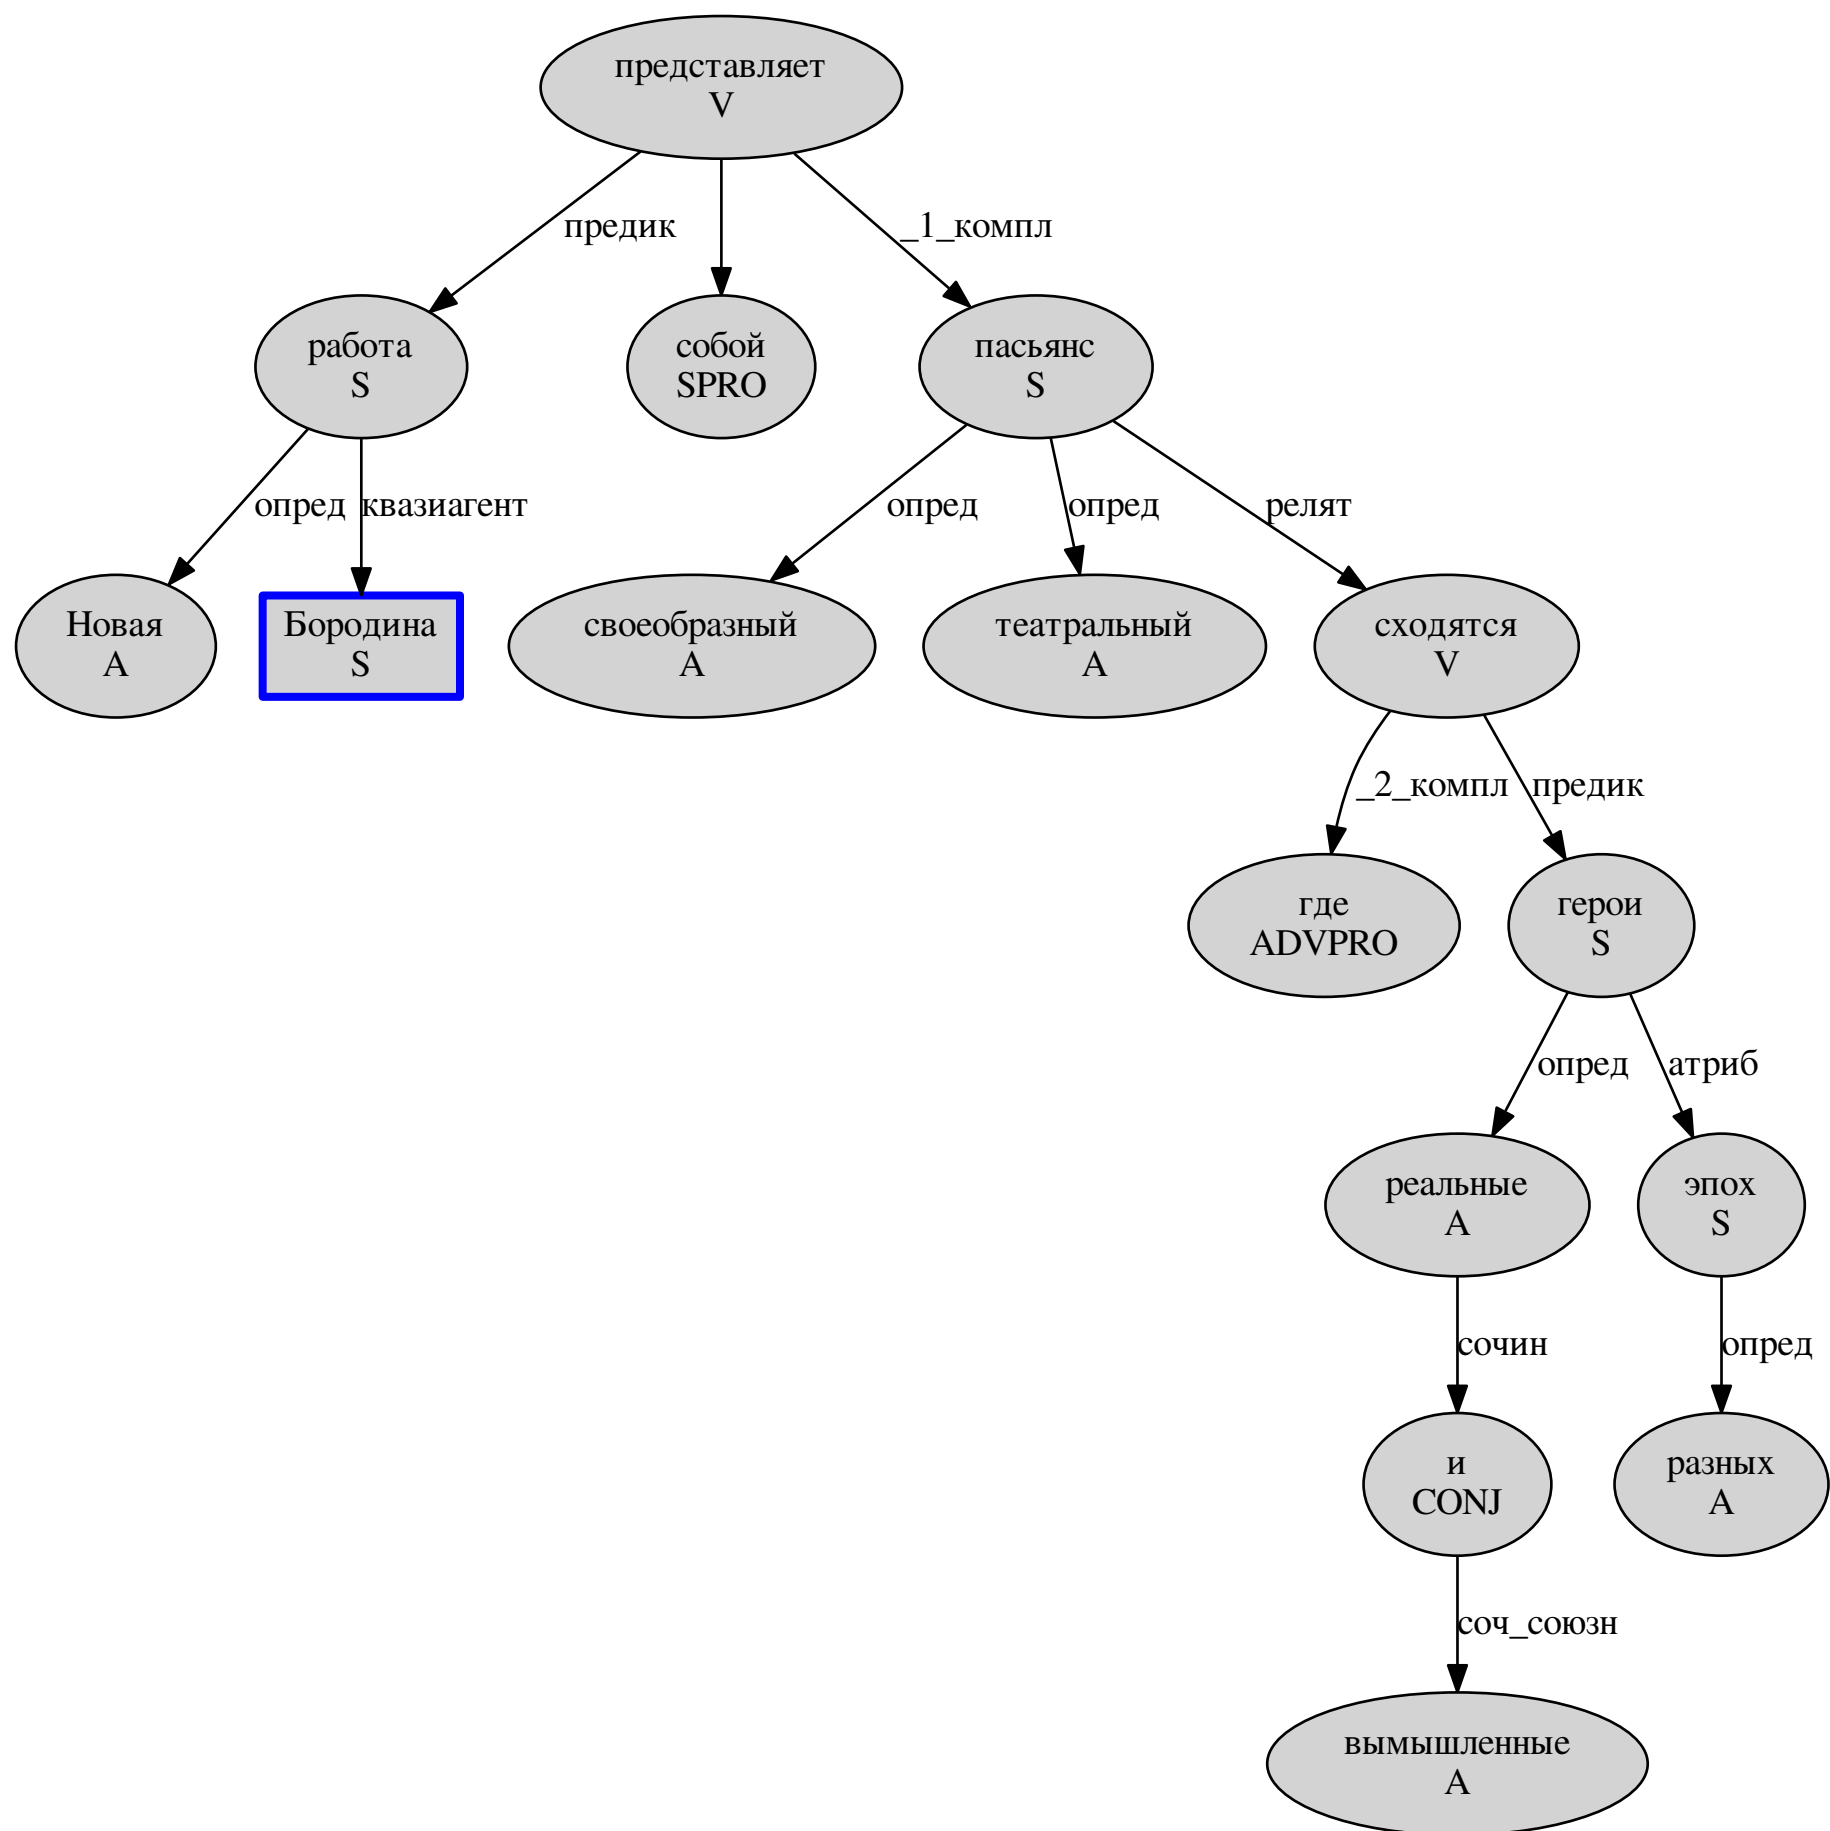 представляет
V
предик
_1_компл
работа
S
собой
SPRO
пасьянс
S
опред
квазиагент
опред
опред
релят
Новая
A
Бородина
S
своеобразный
A
театральный
A
сходятся
V
_2_компл
предик
где
ADVPRO
герои
S
опред
атриб
реальные
A
эпох
S
сочин
опред
и
CONJ
разных
A
соч_союзн
вымышленные
A